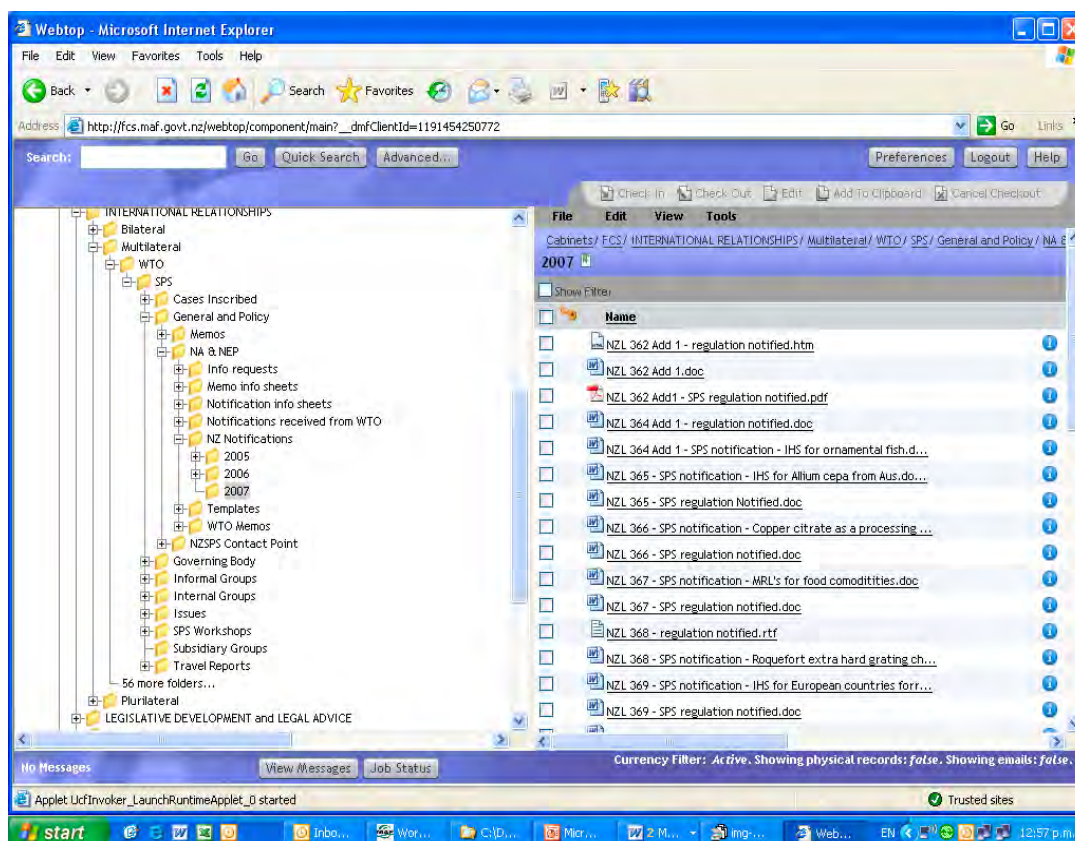 Webtop - Microsoft Internet Explorer
File Edit View Favorites Tools Help
Back Search Favorites
Address http://fcs.maf.govt.nz/webtop/component/main?__dmfClientId=1191454250772 Go Links
Search: Go Quick Search Advanced... Preferences Logout Help
Check In Check Out Edit Add To Clipboard Cancel Checkout
INTERNATIONAL RELATIONSHIPS
Bilateral
Multilateral
WTO
SPS
Cases Inscribed
General and Policy
Memos
NA & NEP
Info requests
Memo info sheets
Notification info sheets
Notifications received from WTO
NZ Notifications
2005
2006
2007
Templates
WTO Memos
NZSPS Contact Point
Governing Body
Informal Groups
Internal Groups
Issues
SPS Workshops
Subsidiary Groups
Travel Reports
56 more folders...
Plurilateral
LEGISLATIVE DEVELOPMENT and LEGAL ADVICE
File Edit View Tools
Cabinets/ FCS/ INTERNATIONAL RELATIONSHIPS/ Multilateral/ WTO/ SPS/ General and Policy/ NA &
2007
Show Filter
Name
NZL 362 Add 1 - regulation notified.htm
NZL 362 Add 1.doc
NZL 362 Add1 - SPS regulation notified.pdf
NZL 364 Add 1 - regulation notified.doc
NZL 364 Add 1 - SPS notification - IHS for ornamental fish.d...
NZL 365 - SPS notification - IHS for Allium cepa from Aus.do...
NZL 365 - SPS regulation Notified.doc
NZL 366 - SPS notification - Copper citrate as a processing ...
NZL 366 - SPS regulation notified.doc
NZL 367 - SPS notification - MRL's for food comoditities.doc
NZL 367 - SPS regulation notified.doc
NZL 368 - regulation notified.rtf
NZL 368 - SPS notification - Roquefort extra hard grating ch...
NZL 369 - SPS notification - IHS for European countries forr...
NZL 369 - SPS regulation notified.doc
No Messages View Messages Job Status Currency Filter: Active. Showing physical records: false. Showing emails: false.
Applet UcfInvoker_LaunchRuntimeApplet_0 started Trusted sites
start Inbo... Wor... C:\D... Micr... 2 M... img-... Web... EN 12:57 p.m.